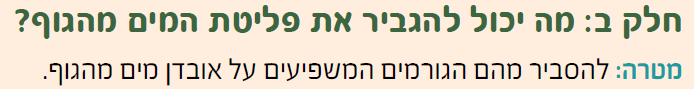 חלק ב: מה יכול להגביר את פליטת המים מהגוף?
מטרה: להסביר מהם הגורמים המשפיעים על אובדן מים מהגוף.